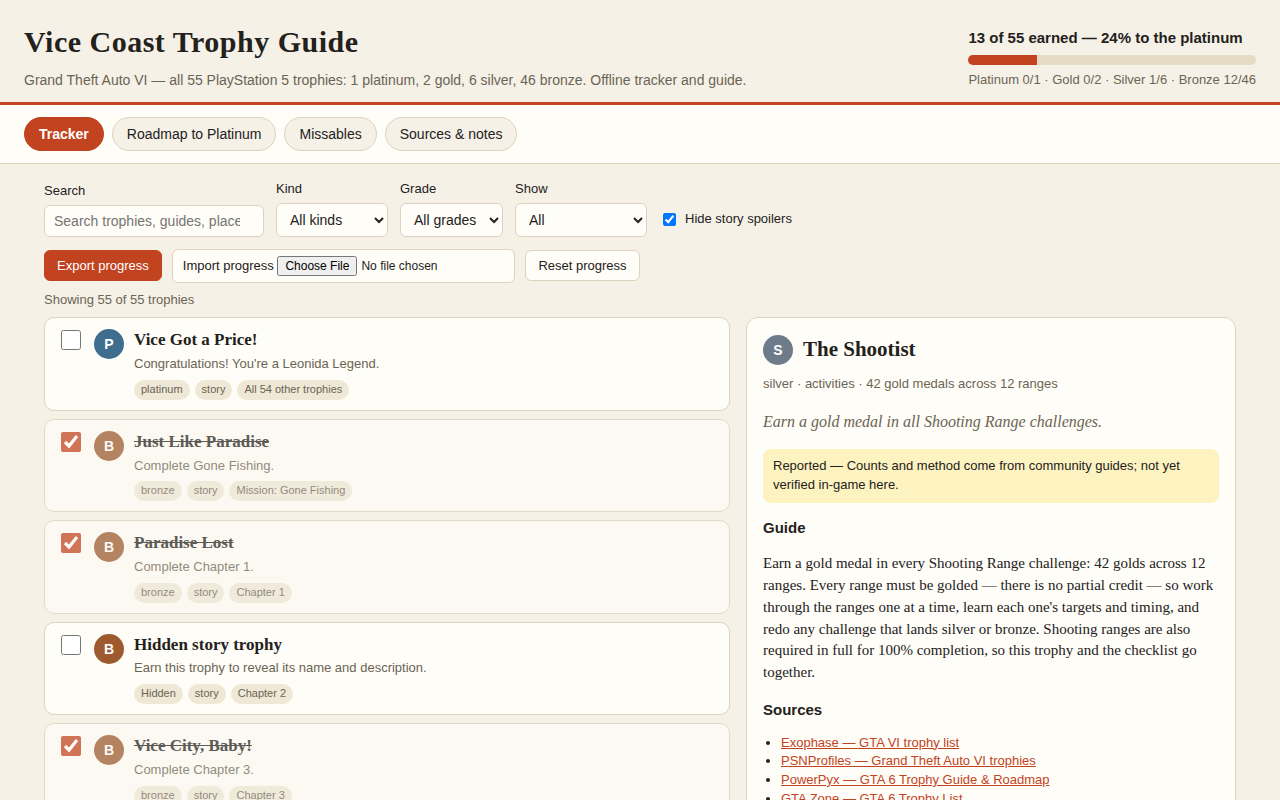 Vice Coast Trophy Guide
Grand Theft Auto VI — all 55 PlayStation 5 trophies: 1 platinum, 2 gold, 6 silver, 46 bronze. Offline tracker and guide.
13 of 55 earned — 24% to the platinum
Platinum 0/1 · Gold 0/2 · Silver 1/6 · Bronze 12/46
Tracker
Roadmap to Platinum
Missables
Sources & notes
Search
Search trophies, guides, place
Kind
All kinds
Grade
All grades
Show
All
Hide story spoilers
Export progress
Import progress Choose File No file chosen
Reset progress
Showing 55 of 55 trophies
P
Vice Got a Price!
Congratulations! You're a Leonida Legend.
platinum story All 54 other trophies
B
Just Like Paradise
Complete Gone Fishing.
bronze story Mission: Gone Fishing
B
Paradise Lost
Complete Chapter 1.
bronze story Chapter 1
B
Hidden story trophy
Earn this trophy to reveal its name and description.
Hidden story Chapter 2
B
Vice City, Baby!
Complete Chapter 3.
bronze story Chapter 3
S
The Shootist
silver · activities · 42 gold medals across 12 ranges
Earn a gold medal in all Shooting Range challenges.
Reported — Counts and method come from community guides; not yet
verified in-game here.
Guide
Earn a gold medal in every Shooting Range challenge: 42 golds across 12
ranges. Every range must be golded — there is no partial credit — so work
through the ranges one at a time, learn each one's targets and timing, and
redo any challenge that lands silver or bronze. Shooting ranges are also
required in full for 100% completion, so this trophy and the checklist go
together.
Sources
Exophase — GTA VI trophy list
PSNProfiles — Grand Theft Auto VI trophies
PowerPyx — GTA 6 Trophy Guide & Roadmap
GTA Zone — GTA 6 Trophy List